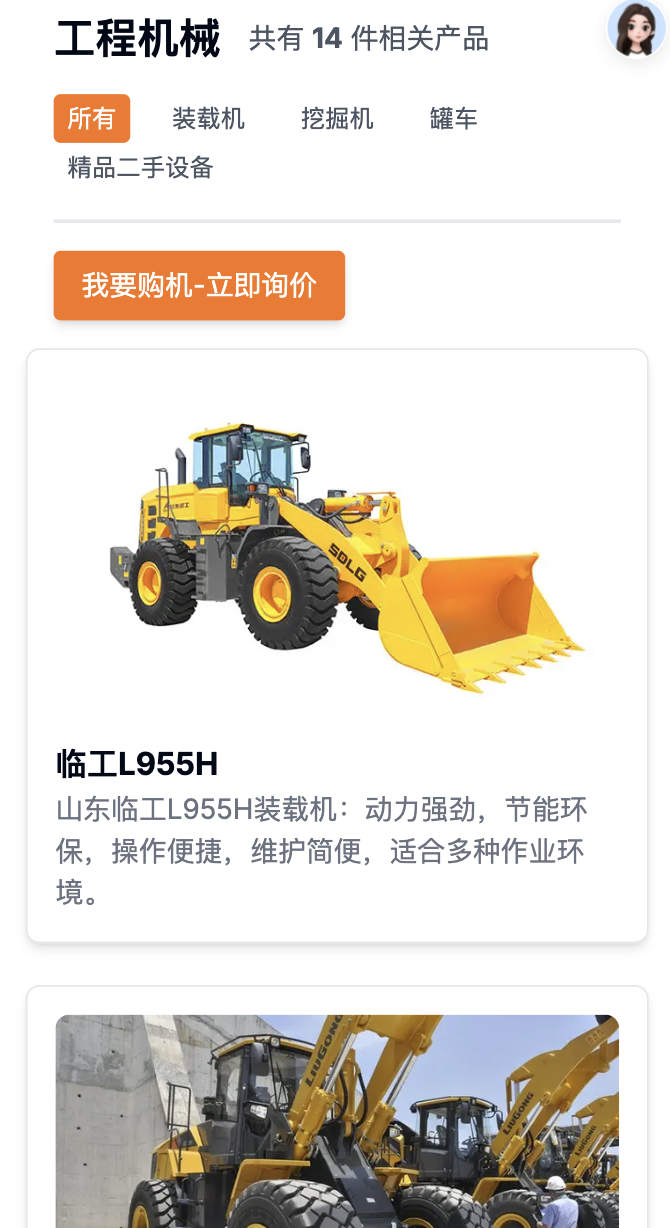 工程机械 共有 14 件相关产品
所有 装载机 挖掘机 罐车
精品二手设备
我要购机-立即询价
SDLG
临工L955H
山东临工L955H装载机：动力强劲，节能环
保，操作便捷，维护简便，适合多种作业环
境。
LIUGONG
LIUGONG
LIUGONG